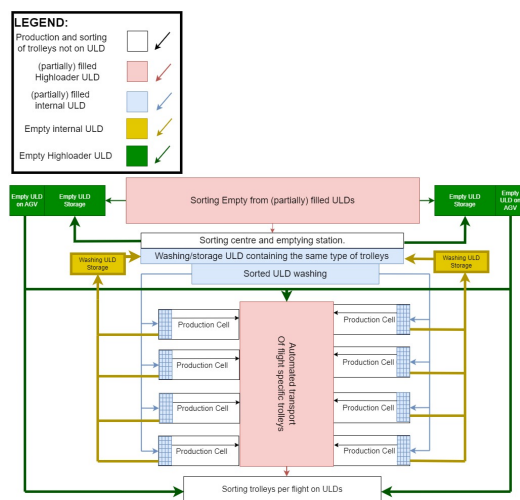 LEGEND:
Production and sorting
of trolleys not on ULD
(partially) filled
Highloader ULD
(partially) filled
internal ULD
Empty internal ULD
Empty Highloader ULD
Empty ULD
on AGV
Empty ULD
Storage
Sorting Empty from (partially) filled ULDs
Empty ULD
Storage
Empty
ULD on
AGV
Sorting centre and emptying station.
Washing ULD
Storage
Washing/storage ULD containing the same type of trolleys
Washing ULD
Storage
Sorted ULD washing
Production Cell
Production Cell
Production Cell
Production Cell
Automated transport
Of flight specific trolleys
Production Cell
Production Cell
Production Cell
Production Cell
Sorting trolleys per flight on ULDs